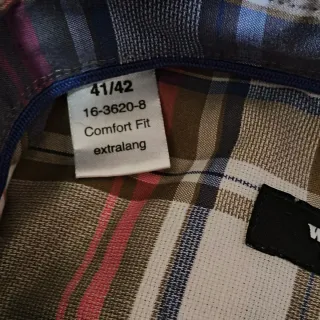 41/42
16-3620-8
Comfort Fit
extralang
W